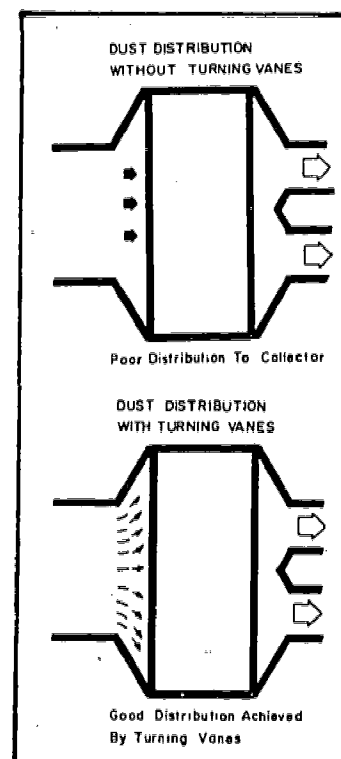 DUST DISTRIBUTION
WITHOUT TURNING VANES
Poor Distribution To Collector
DUST DISTRIBUTION
WITH TURNING VANES
Good Distribution Achieved
By Turning Vanes